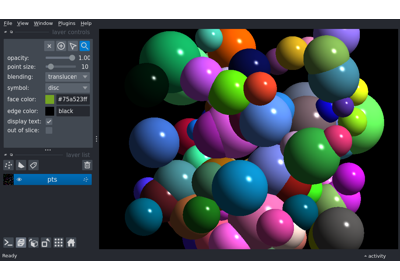 File View Window Plugins Help
layer controls
opacity: 1.00
point size: 10
blending: translucen
symbol: disc
face color: #75a523ff
edge color: black
display text:
out of slice:
layer list
pts
Ready
activity